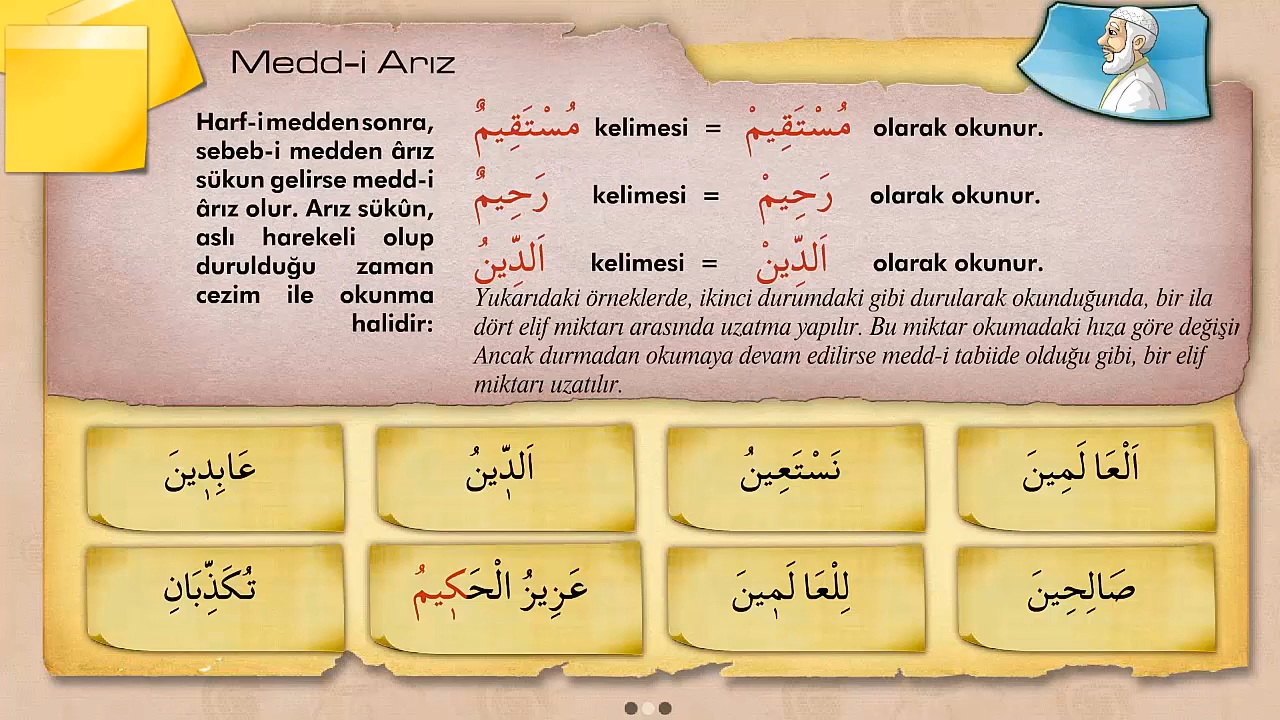 Medd-i Arız
Harf-i medden sonra,
sebeb-i medden ârız
sükun gelirse medd-i
ârız olur. Arız sükûn,
aslı harekeli olup
durulduğu zaman
cezim ile okunma
halidir:
مُسْتَقِيمٌ kelimesi = مُسْتَقِيمْ olarak okunur.
رَحِيمٌ kelimesi = رَحِيمْ olarak okunur.
اَلدِّينُ kelimesi = اَلدِّينْ olarak okunur.
Yukarıdaki örneklerde, ikinci durumdaki gibi durularak okunduğunda, bir ila
dört elif miktarı arasında uzatma yapılır. Bu miktar okumadaki hıza göre değişir
Ancak durmadan okumaya devam edilirse medd-i tabiide olduğu gibi, bir elif
miktarı uzatılır.
اَلْعَا لَمِينَ نَسْتَعِينُ اَلدّ۪ينُ عَابِد۪ينَ
صَالِحِينَ لِلْعَا لَم۪ينَ عَزِيزُ الْحَك۪يمُ تُكَذِّبَانِ